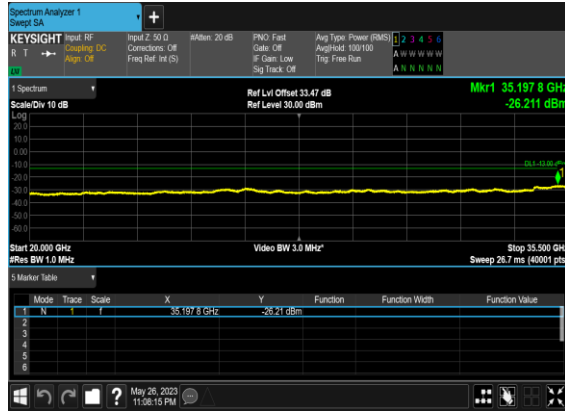 Spectrum Analyzer 1
Swept SA
KEYSIGHT Input: RF Input Z: 50 Ω #Atten: 20 dB PNO: Fast Avg Type: Power (RMS) 1 2 3 4 5 6
R T Coupling: DC Corrections: Off Gate: Off Avg|Hold: 100/100 A W W W W W
Align: Off Freq Ref: Int (S) IF Gain: Low Trig: Free Run
Sig Track: Off A N N N N N
1 Spectrum Ref Lvl Offset 33.47 dB Mkr1 35.197 8 GHz
Scale/Div 10 dB Ref Level 30.00 dBm -26.211 dBm
Log
20.0
10.0
0.00
-10.0
DL1 -13.00 dBm
1
-20.0
-30.0
-40.0
-50.0
-60.0
Start 20.000 GHz Video BW 3.0 MHz* Stop 35.500 GHz
#Res BW 1.0 MHz Sweep 26.7 ms (40001 pts)
5 Marker Table
Mode Trace Scale X Y Function Function Width Function Value
1 N 1 f 35.197 8 GHz -26.21 dBm
2
3
4
5
6
? May 26, 2023
11:08:15 PM